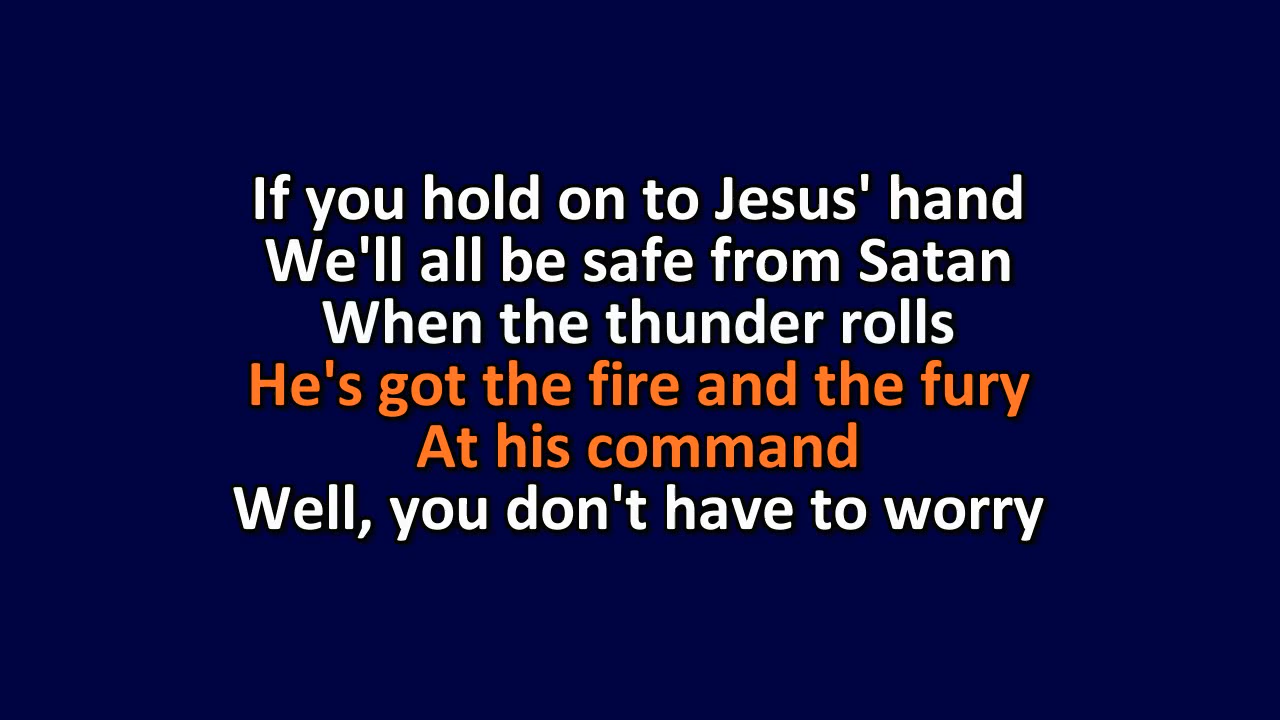 If you hold on to Jesus' hand
We'll all be safe from Satan
When the thunder rolls
He's got the fire and the fury
At his command
Well, you don't have to worry